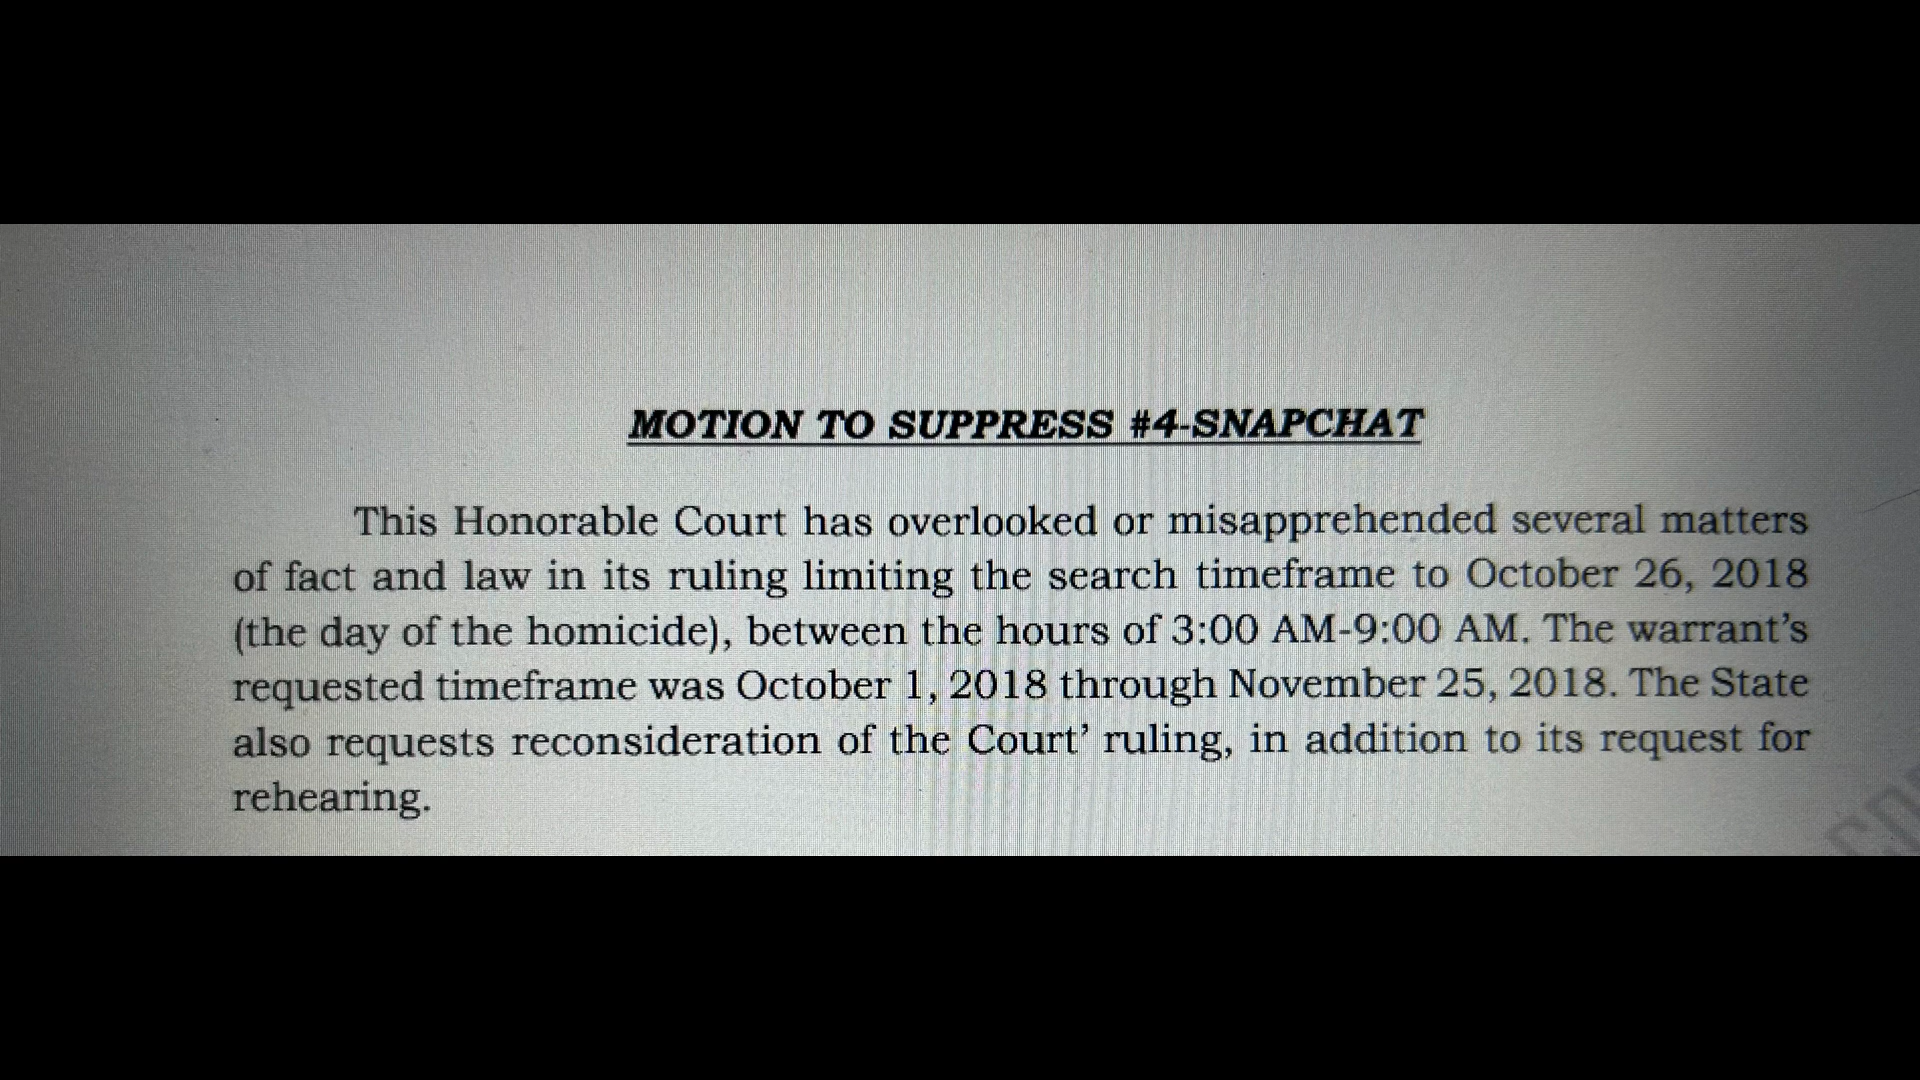 MOTION TO SUPPRESS #4-SNAPCHAT
This Honorable Court has overlooked or misapprehended several matters
of fact and law in its ruling limiting the search timeframe to October 26, 2018
(the day of the homicide), between the hours of 3:00 AM-9:00 AM. The warrant's
requested timeframe was October 1, 2018 through November 25, 2018. The State
also requests reconsideration of the Court' ruling, in addition to its request for
rehearing.